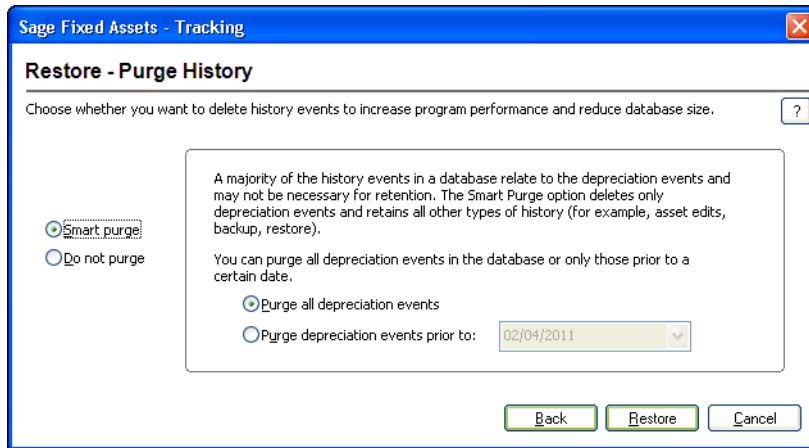 Sage Fixed Assets - Tracking
Restore - Purge History
Choose whether you want to delete history events to increase program performance and reduce database size.
?
A majority of the history events in a database relate to the depreciation events and
may not be necessary for retention. The Smart Purge option deletes only
depreciation events and retains all other types of history (for example, asset edits,
backup, restore).
Smart purge
Do not purge
You can purge all depreciation events in the database or only those prior to a
certain date.
Purge all depreciation events
Purge depreciation events prior to:
02/04/2011
Back
Restore
Cancel